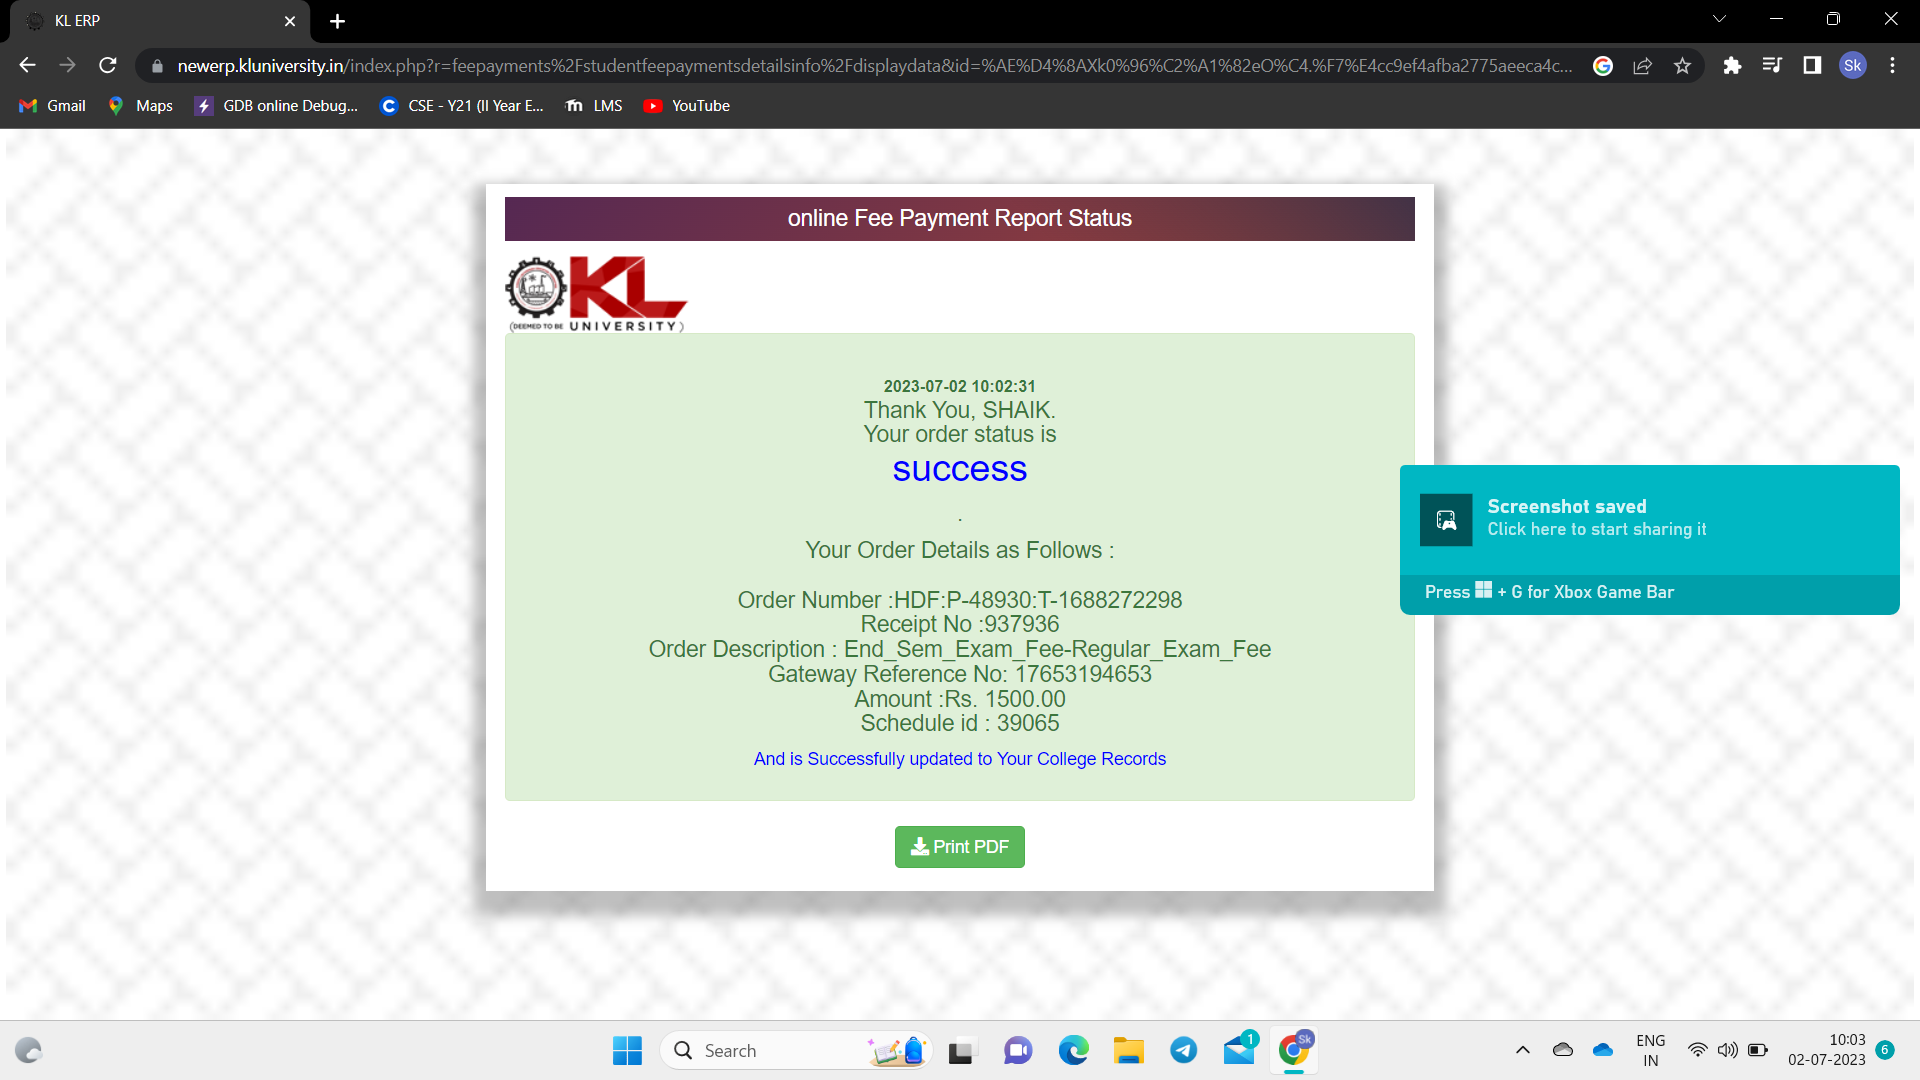 KL ERP
newerp.kluniversity.in/index.php?r=feepayments%2Fstudentfeepaymentsdetailsinfo%2Fdisplaydata&id=%AE%D4%8AXk0%96%C2%A1%82eO%C4.%F7%E4cc9ef4afba2775aeeca4c...
Sk
Gmail
Maps
GDB online Debug...
CSE - Y21 (II Year E...
LMS
YouTube
online Fee Payment Report Status
KL
(DEEMED TO BE UNIVERSITY)
2023-07-02 10:02:31
Thank You, SHAIK.
Your order status is
success
.
Your Order Details as Follows :
Order Number :HDF:P-48930:T-1688272298
Receipt No :937936
Order Description : End_Sem_Exam_Fee-Regular_Exam_Fee
Gateway Reference No: 17653194653
Amount :Rs. 1500.00
Schedule id : 39065
And is Successfully updated to Your College Records
Print PDF
Screenshot saved
Click here to start sharing it
Press + G for Xbox Game Bar
Search
1
Sk
ENG
IN
10:03
02-07-2023
6